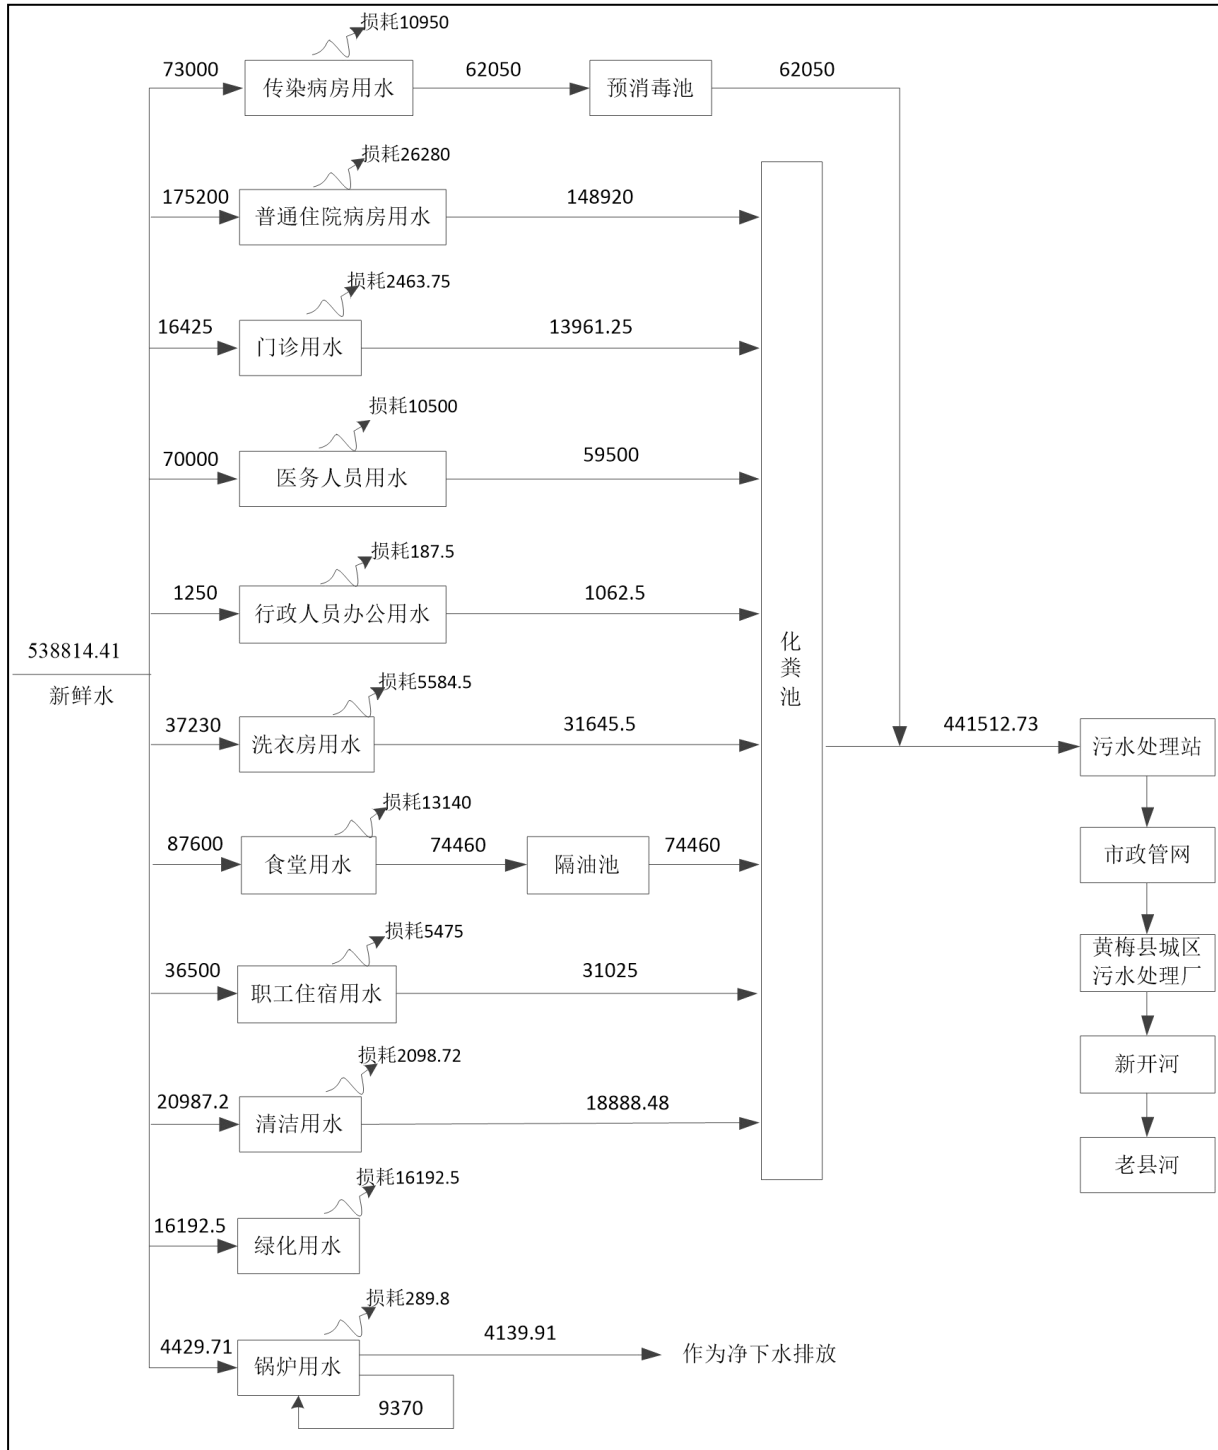 损耗10950
73000
传染病房用水
62050
预消毒池
62050
损耗26280
175200
普通住院病房用水
148920
损耗2463.75
16425
门诊用水
13961.25
损耗10500
70000
医务人员用水
59500
损耗187.5
1250
行政人员办公用水
1062.5
538814.41
新鲜水
损耗5584.5
37230
洗衣房用水
31645.5
化粪池
441512.73
污水处理站
损耗13140
87600
食堂用水
74460
隔油池
74460
市政管网
损耗5475
36500
职工住宿用水
31025
黄梅县城区
污水处理厂
损耗2098.72
20987.2
清洁用水
18888.48
新开河
老县河
损耗16192.5
16192.5
绿化用水
损耗289.8
4429.71
锅炉用水
4139.91
作为净下水排放
9370